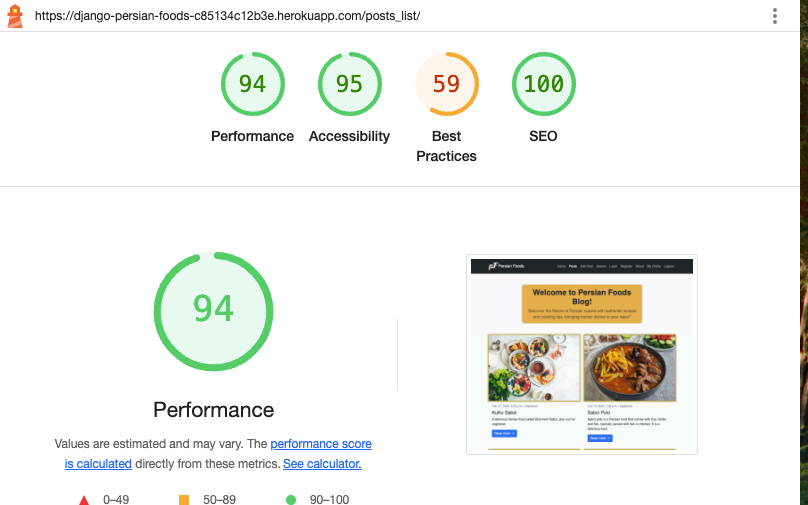 https://django-persian-foods-c85134c12b3e.herokuapp.com/posts_list/
94
95
59
100
Performance
Accessibility
Best
Practices
SEO
94
Performance
Values are estimated and may vary. The performance score
is calculated directly from these metrics. See calculator.
0–49
50–89
90–100
Persian Foods
Home Posts Add Post Search Login Register About My Drafts Logout
Welcome to Persian Foods
Blog!
"Discover the flavors of Persian cuisine with authentic recipes
and cooking tips, bringing Iranian dishes to your table!"
KuKu Sabzi
Sabzi Polo
Read more
Read more